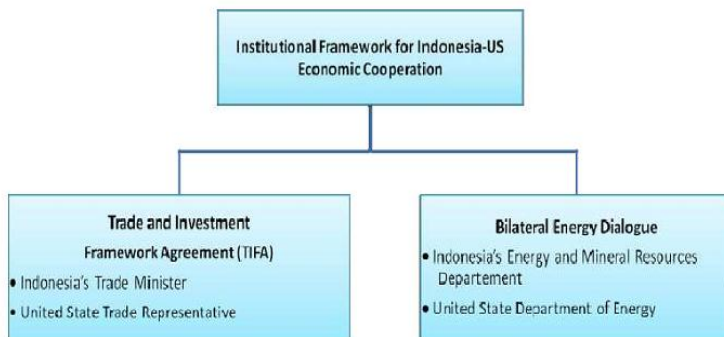 Institutional Framework for Indonesia-US
Economic Cooperation
Trade and Investment
Framework Agreement (TIFA)
• Indonesia's Trade Minister
• United State Trade Representative
Bilateral Energy Dialogue
• Indonesia's Energy and Mineral Resources
Departement
• United State Department of Energy